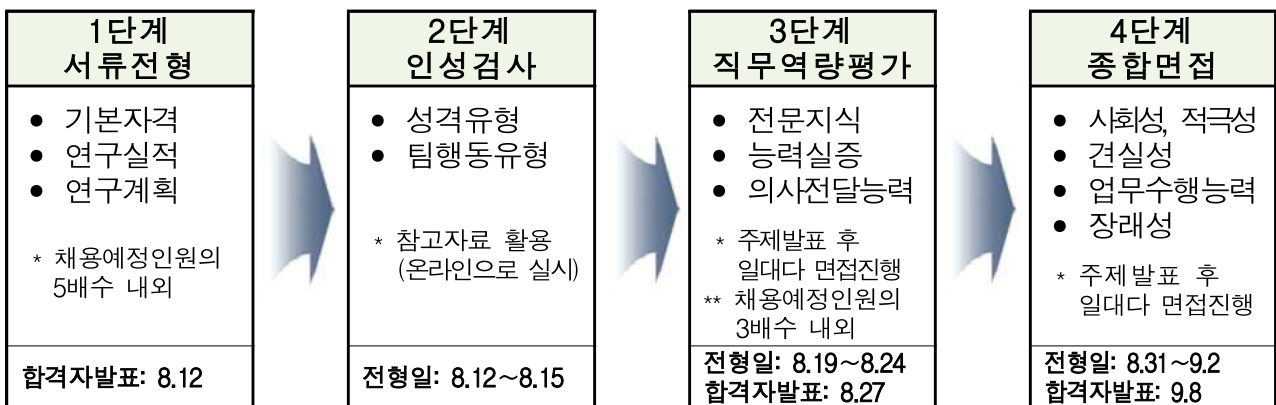 1단계
서류전형
● 기본자격
● 연구실적
● 연구계획
* 채용예정인원의
5배수 내외
합격자발표: 8.12
2단계
인성검사
● 성격유형
● 팀행동유형
* 참고자료 활용
(온라인으로 실시)
전형일: 8.12~8.15
3단계
직무역량평가
● 전문지식
● 능력실증
● 의사전달능력
* 주제발표 후
일대다 면접진행
** 채용예정인원의
3배수 내외
전형일: 8.19~8.24
합격자발표: 8.27
4단계
종합면접
● 사회성, 적극성
● 견실성
● 업무수행능력
● 장래성
* 주제발표 후
일대다 면접진행
전형일: 8.31~9.2
합격자발표: 9.8